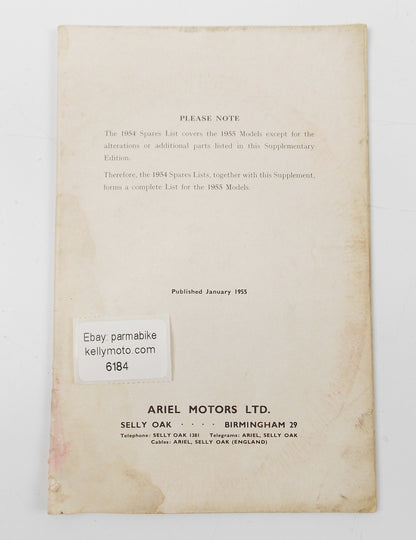 PLEASE NOTE
The 1954 Spares List covers the 1955 Models except for the
alterations or additional parts listed in this Supplementary
Edition.
Therefore, the 1954 Spares Lists, together with this Supplement,
forms a complete List for the 1955 Models.
Published January 1955
Ebay: parmabike
kellymoto.com
6184
ARIEL MOTORS LTD.
SELLY OAK · · · · BIRMINGHAM 29
Telephone: SELLY OAK 1381 Telegrams: ARIEL, SELLY OAK
Cables: ARIEL, SELLY OAK (ENGLAND)